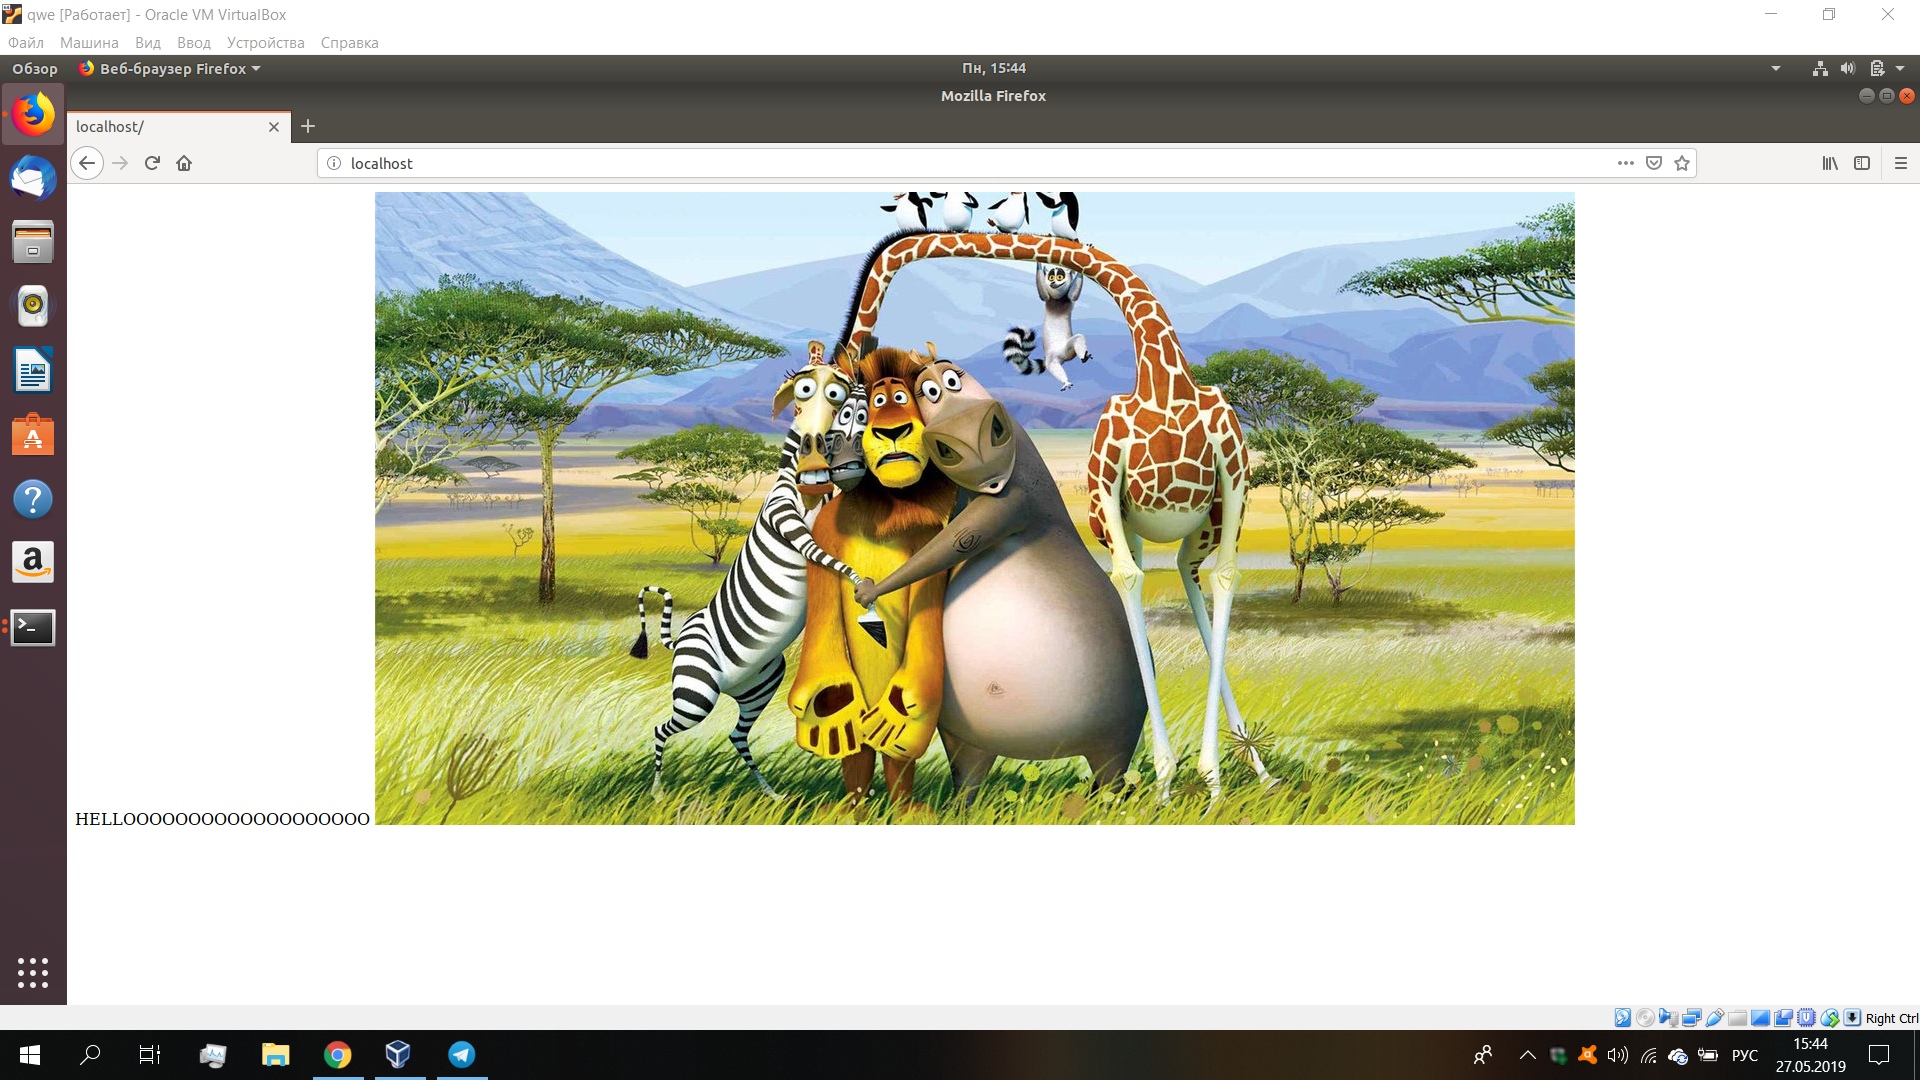 qwe [Работает] - Oracle VM VirtualBox
Файл Машина Вид Ввод Устройства Справка
Обзор Веб-браузер Firefox Пн, 15:44
Mozilla Firefox
localhost/
localhost
HELLOOOOOOOOOOOOOOOOOOO
Right Ctrl
РУС 15:44
27.05.2019